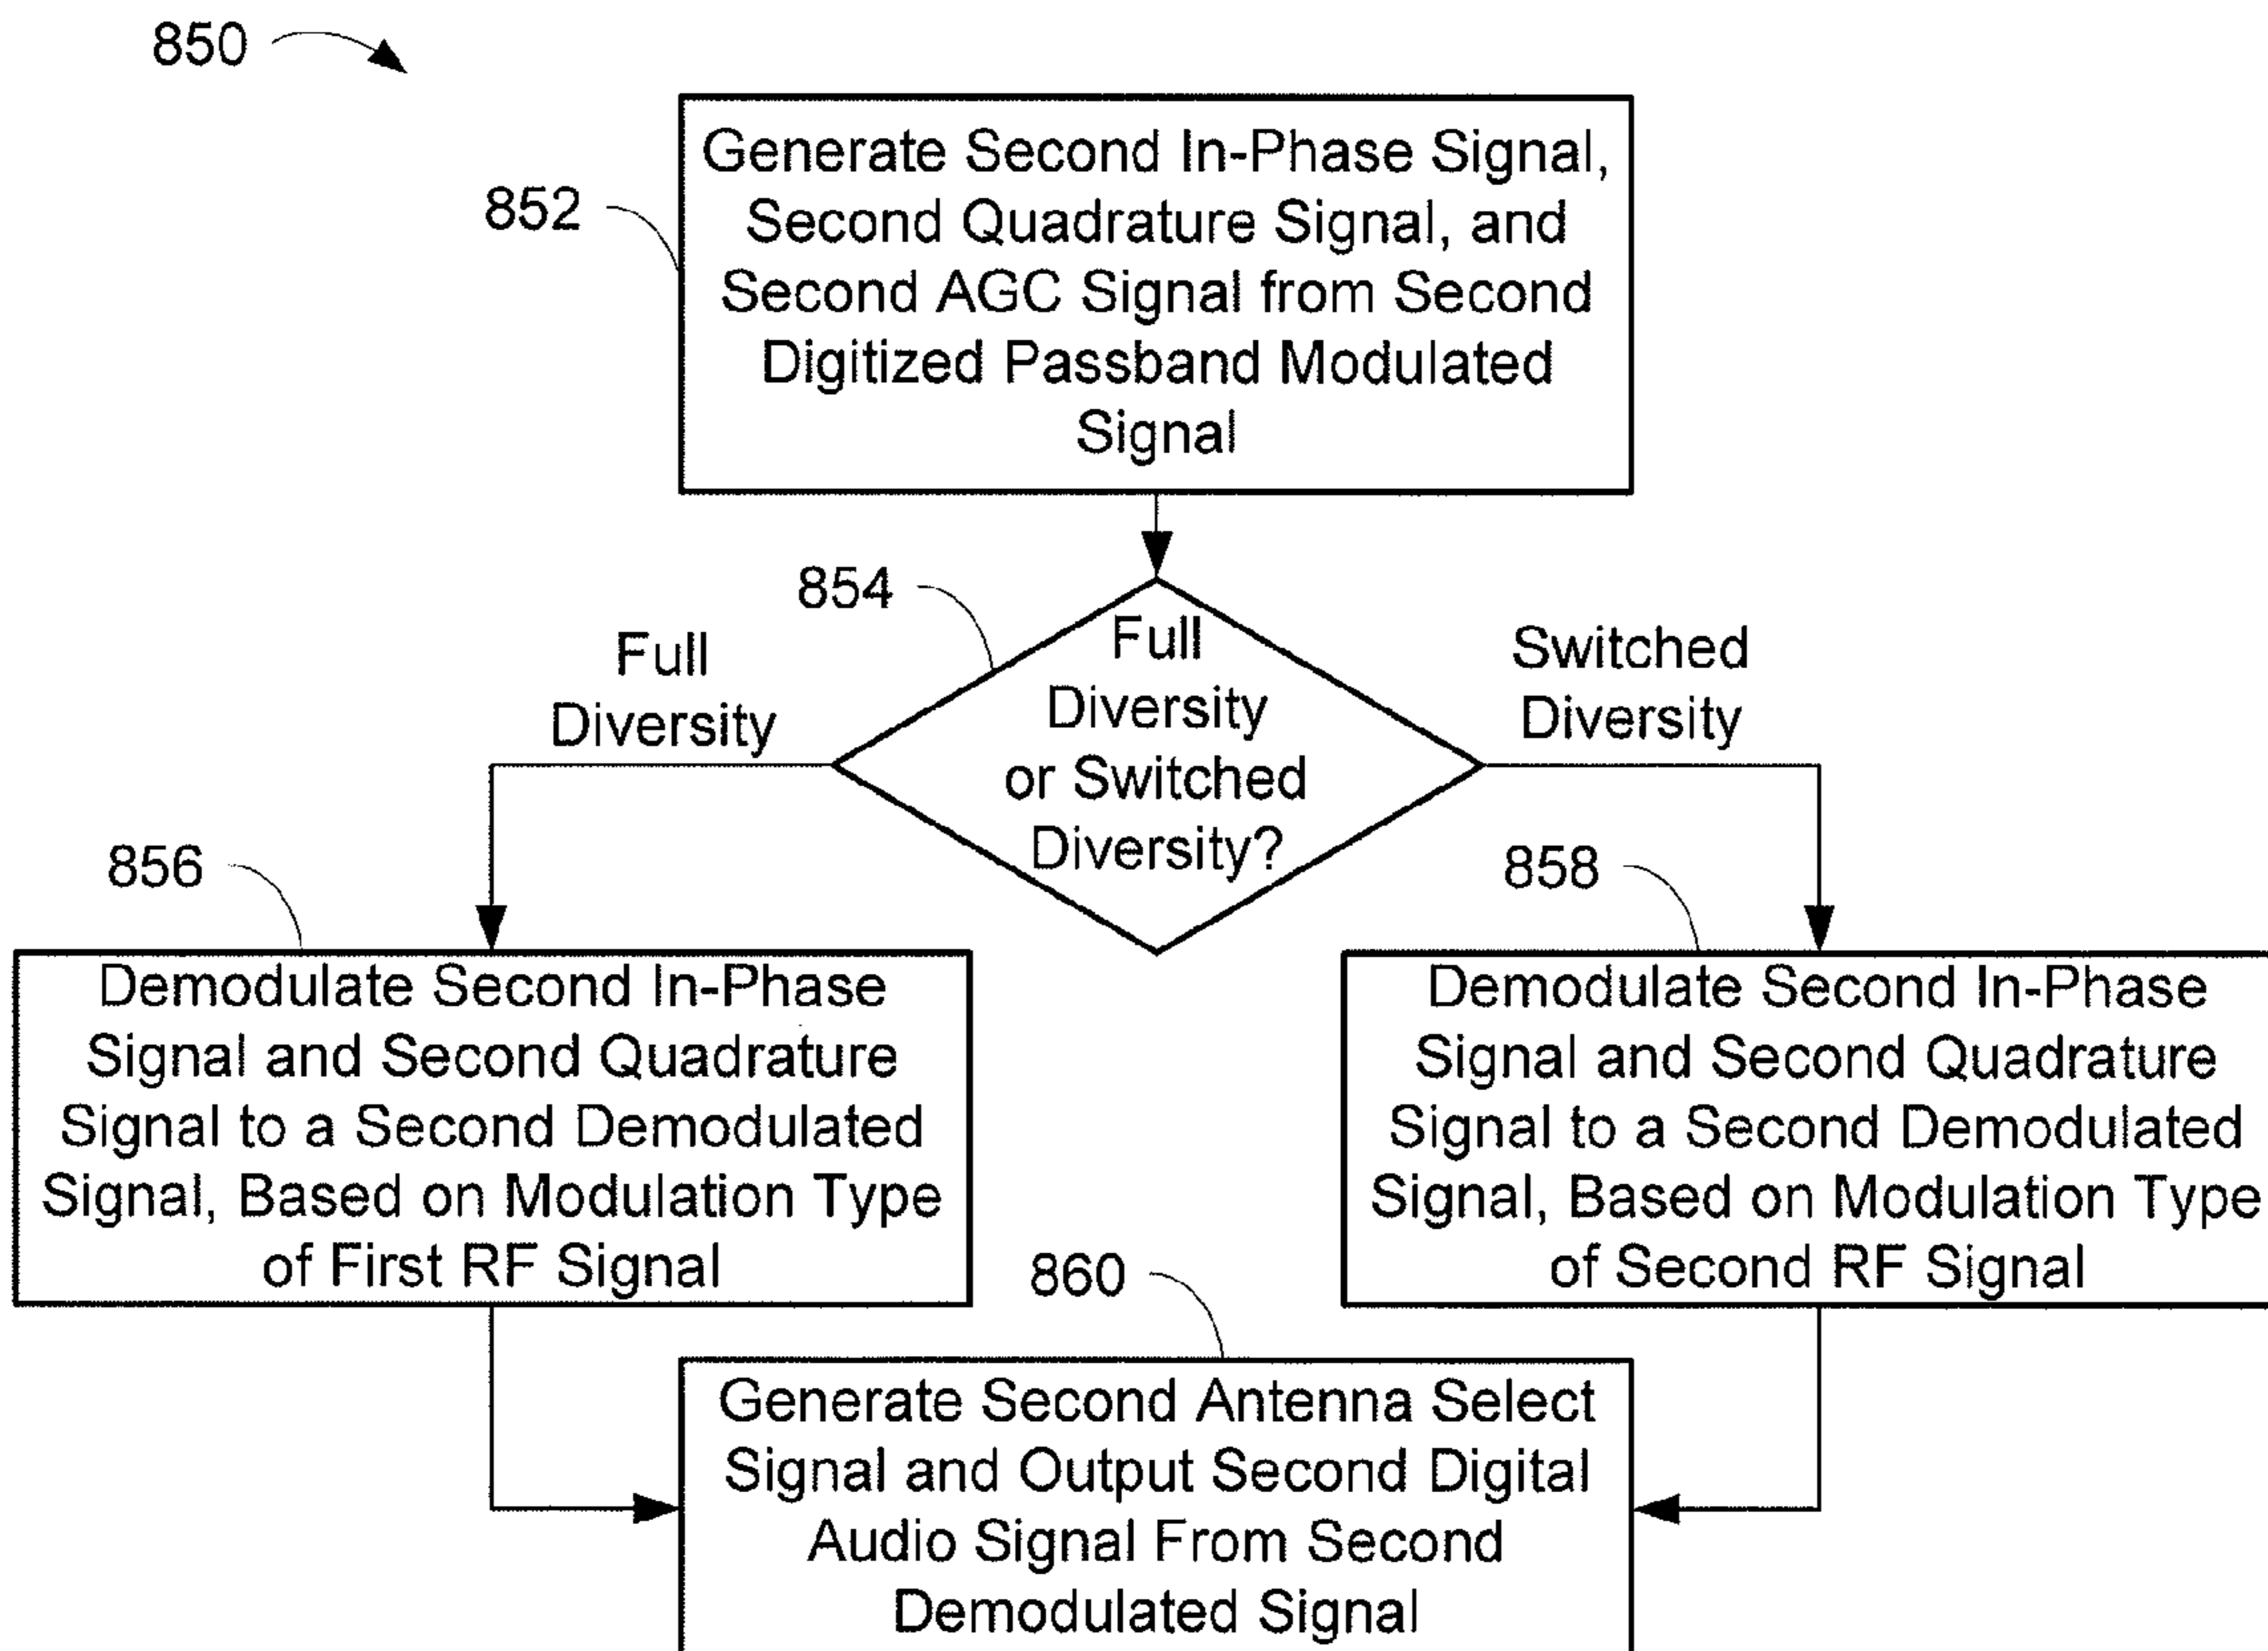 850
852
Generate Second In-Phase Signal,
Second Quadrature Signal, and
Second AGC Signal from Second
Digitized Passband Modulated
Signal
854
Full
Diversity
or Switched
Diversity?
Full
Diversity
Switched
Diversity
856
Demodulate Second In-Phase
Signal and Second Quadrature
Signal to a Second Demodulated
Signal, Based on Modulation Type
of First RF Signal
858
Demodulate Second In-Phase
Signal and Second Quadrature
Signal to a Second Demodulated
Signal, Based on Modulation Type
of Second RF Signal
860
Generate Second Antenna Select
Signal and Output Second Digital
Audio Signal From Second
Demodulated Signal